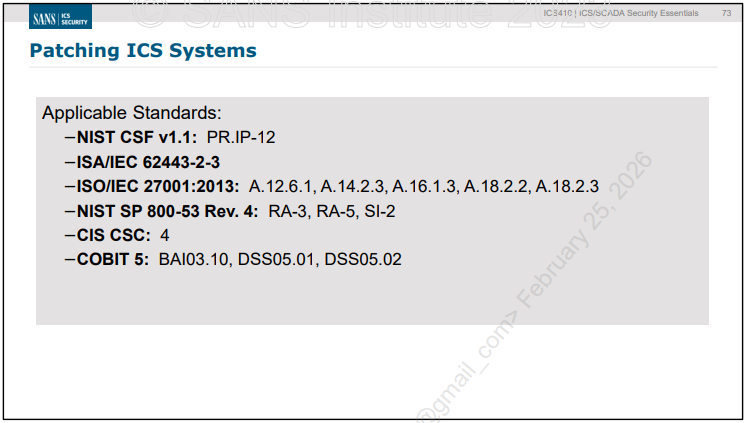 © SANS Institute 2026
SANS ICS SECURITY
ICS410 | ICS/SCADA Security Essentials 73
Patching ICS Systems
Applicable Standards:
–NIST CSF v1.1: PR.IP-12
–ISA/IEC 62443-2-3
–ISO/IEC 27001:2013: A.12.6.1, A.14.2.3, A.16.1.3, A.18.2.2, A.18.2.3
–NIST SP 800-53 Rev. 4: RA-3, RA-5, SI-2
–CIS CSC: 4
–COBIT 5: BAI03.10, DSS05.01, DSS05.02
@gmail_com> February 25, 2026